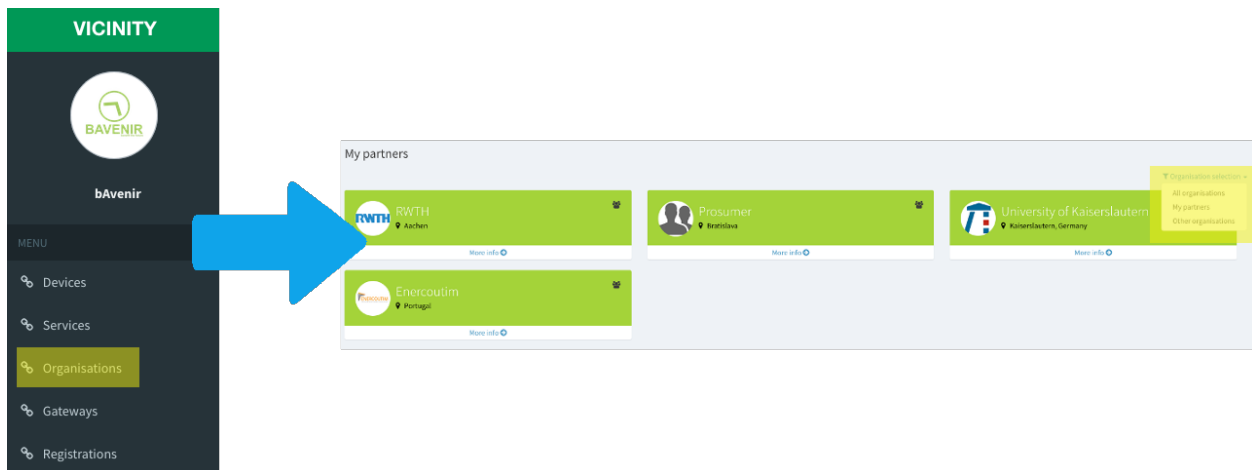 VICINITY
BAVENIR
bAvenir
MENU
Devices
Services
Organisations
Gateways
Registrations
My partners
Organisation selection
All organisations
My partners
Other organisations
RWTH
RWTH
Aachen
More info
Prosumer
Bratislava
More info
University of Kaiserslautern
Kaiserslautern, Germany
More info
ENERCOUTIM
Enercoutim
Portugal
More info